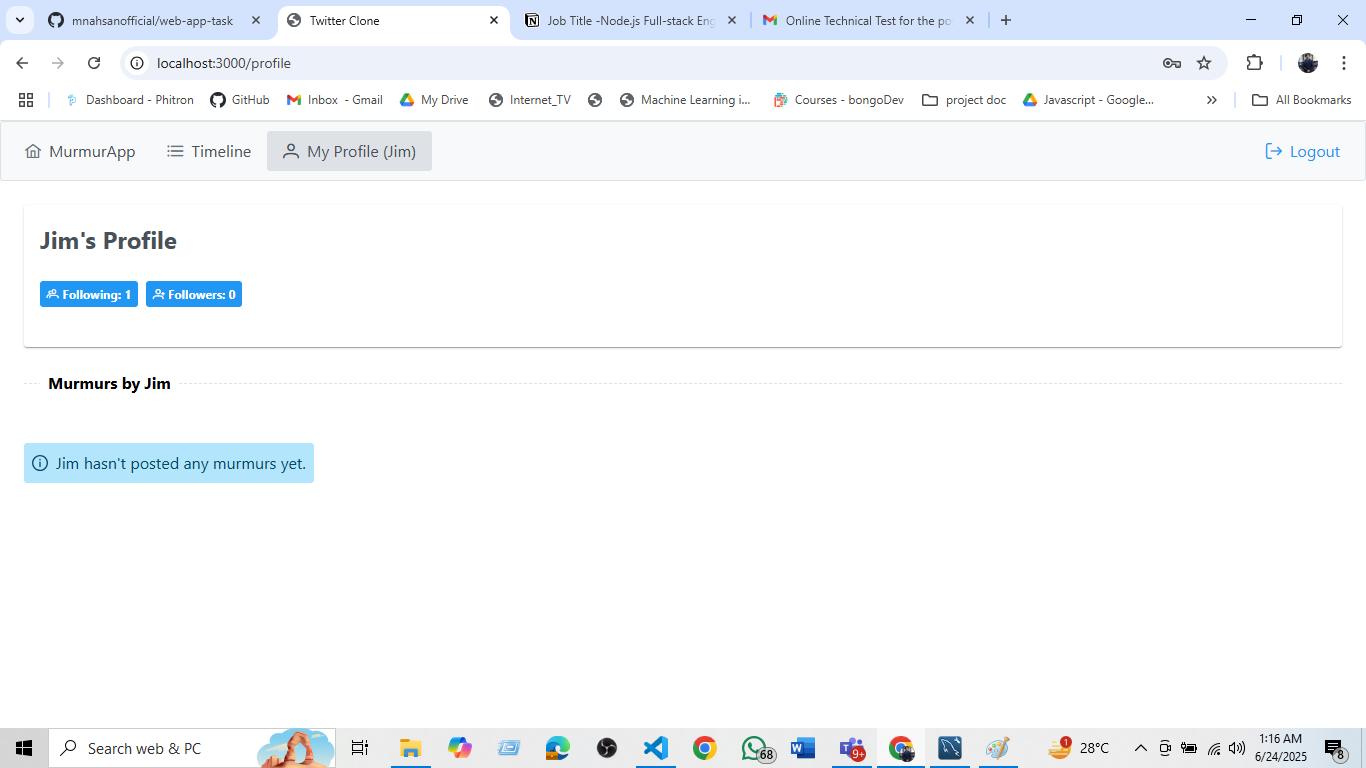 mnahsanofficial/web-app-task
Twitter Clone
Job Title -Node.js Full-stack Eng
Online Technical Test for the po
localhost:3000/profile
Dashboard - Phitron
GitHub
Inbox - Gmail
My Drive
Internet_TV
Machine Learning i...
Courses - bongoDev
project doc
Javascript - Google...
All Bookmarks
MurmurApp
Timeline
My Profile (Jim)
Logout
Jim's Profile
Following: 1
Followers: 0
Murmurs by Jim
Jim hasn't posted any murmurs yet.
Search web & PC
68
9+
1
28°C
1:16 AM
6/24/2025
8